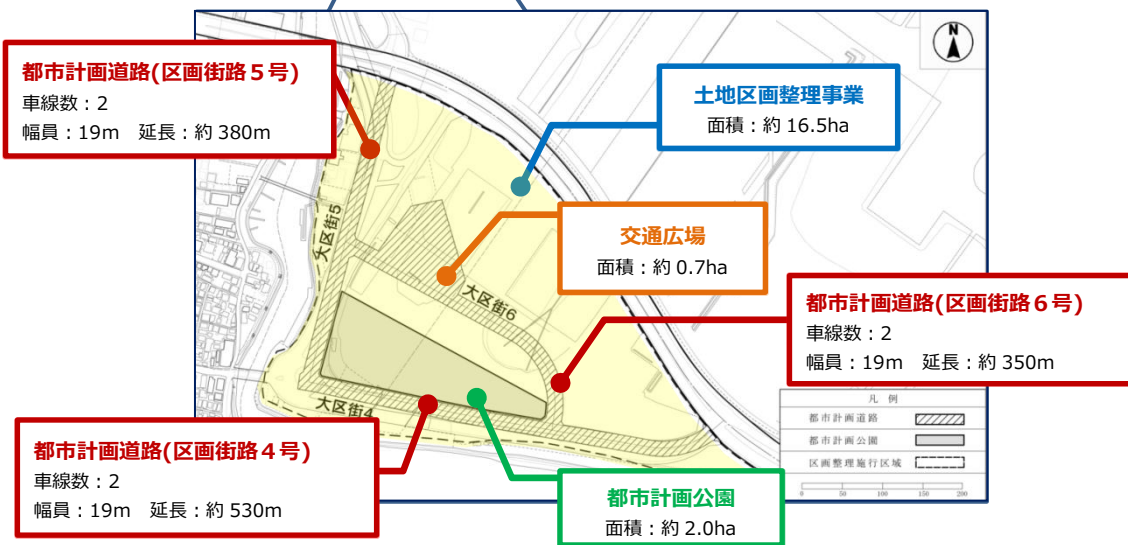 都市計画道路(区画街路５号)
車線数：2
幅員：19m　延長：約 380m
N
土地区画整理事業
面積：約 16.5ha
交通広場
面積：約 0.7ha
大区街5
大区街6
都市計画道路(区画街路６号)
車線数：2
幅員：19m　延長：約 350m
大区街4
都市計画道路(区画街路４号)
車線数：2
幅員：19m　延長：約 530m
都市計画公園
面積：約 2.0ha
凡　例
都市計画道路
都市計画公園
区画整理施行区域
0 50 100 150 200